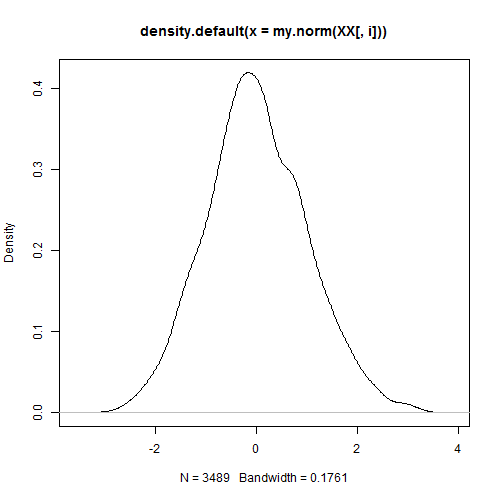 density.default(x = my.norm(XX[, i]))
Density
0.4
0.3
0.2
0.1
0.0
-2 0 2 4
N = 3489 Bandwidth = 0.1761